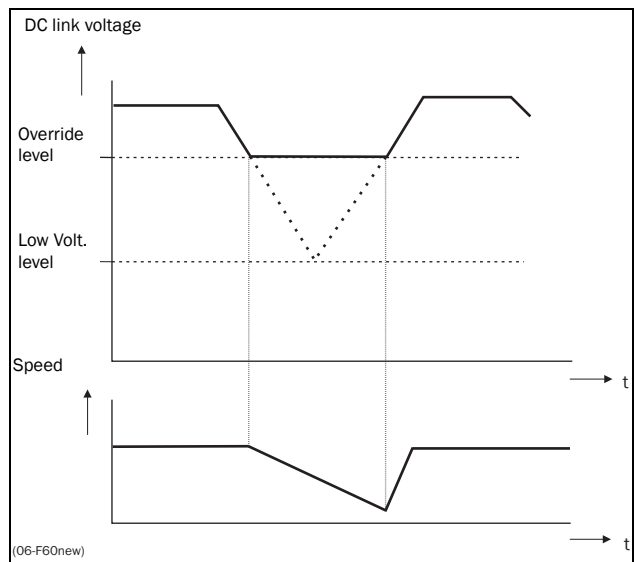 DC link voltage
Override
level
Low Volt.
level
t
Speed
t
(06-F60new)